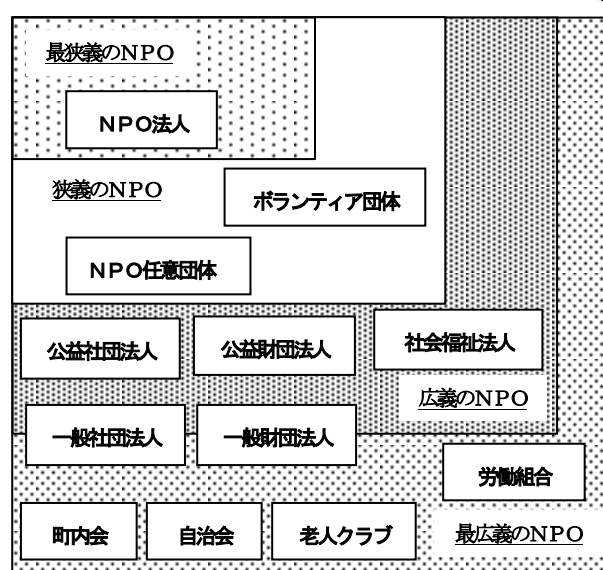 最狭義のNPO
NPO法人
狭義のNPO
ボランティア団体
NPO任意団体
公益社団法人
公益財団法人
社会福祉法人
広義のNPO
一般社団法人
一般財団法人
労働組合
町内会
自治会
老人クラブ
最広義のNPO